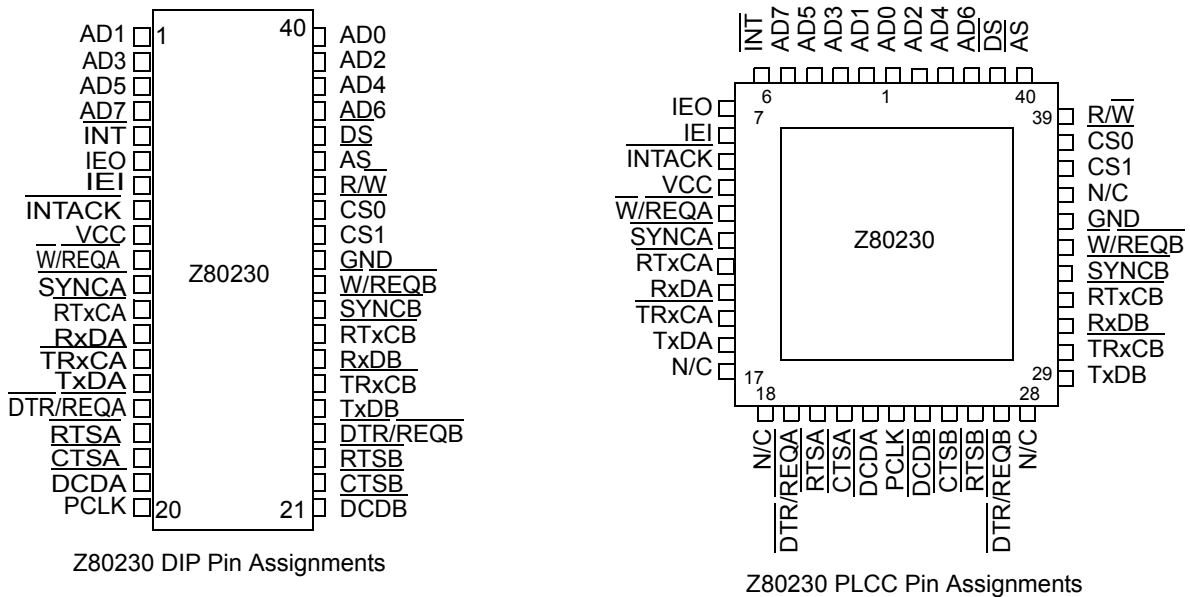 AD1 1 40 AD0
AD3 AD2
AD5 AD4
AD7 AD6
INT DS
IEO AS
IEI R/W
INTACK CS0
VCC CS1
W/REQA GND
SYNCA W/REQB
RTxCA SYNCB
RxDA RTxCB
TRxCA RxDB
TxDA TRxCB
DTR/REQA TxDB
RTSA DTR/REQB
CTSA RTSB
DCDA CTSB
PCLK 20 21 DCDB
Z80230
Z80230 DIP Pin Assignments
INT AD7 AD5 AD3 AD1 AD0 AD2 AD4 AD6 DS AS
6 1 40
IEO 7 39 R/W
IEI CS0
INTACK CS1
VCC N/C
W/REQA GND
SYNCA W/REQB
RTxCA SYNCB
RxDA RTxCB
TRxCA RxDB
TxDA TRxCB
N/C 17 29 TxDB
18 28
Z80230
N/C DTR/REQA RTSA CTSA DCDA PCLK DCDB CTSB RTSB DTR/REQB N/C
Z80230 PLCC Pin Assignments